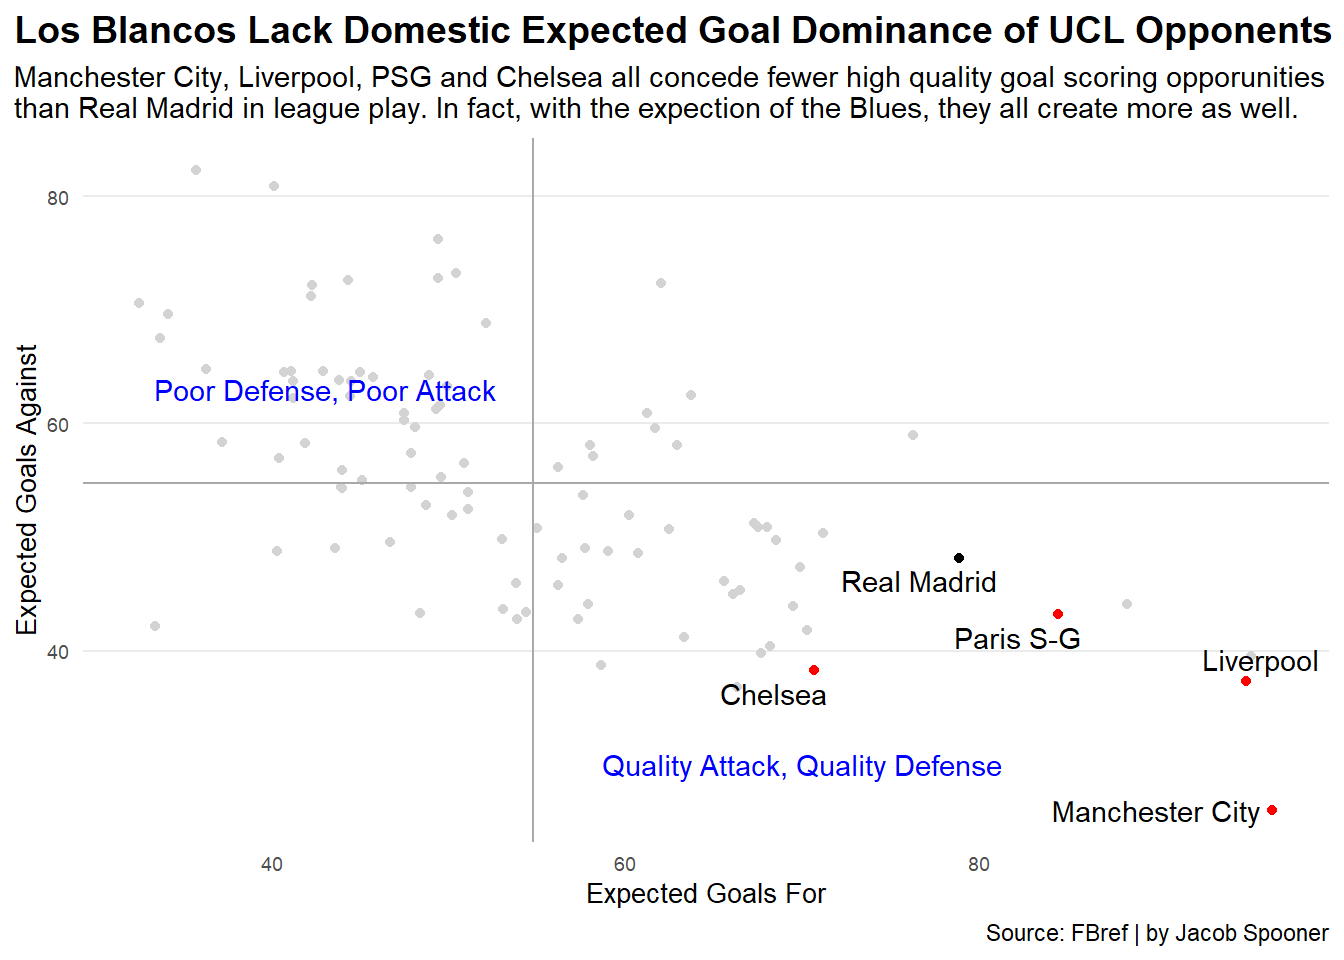 Los Blancos Lack Domestic Expected Goal Dominance of UCL Opponents
Manchester City, Liverpool, PSG and Chelsea all concede fewer high quality goal scoring opporunities
than Real Madrid in league play. In fact, with the expection of the Blues, they all create more as well.
80
60
40
Expected Goals Against
Poor Defense, Poor Attack
Real Madrid
Paris S-G
Liverpool
Chelsea
Quality Attack, Quality Defense
Manchester City
40
60
80
Expected Goals For
Source: FBref | by Jacob Spooner